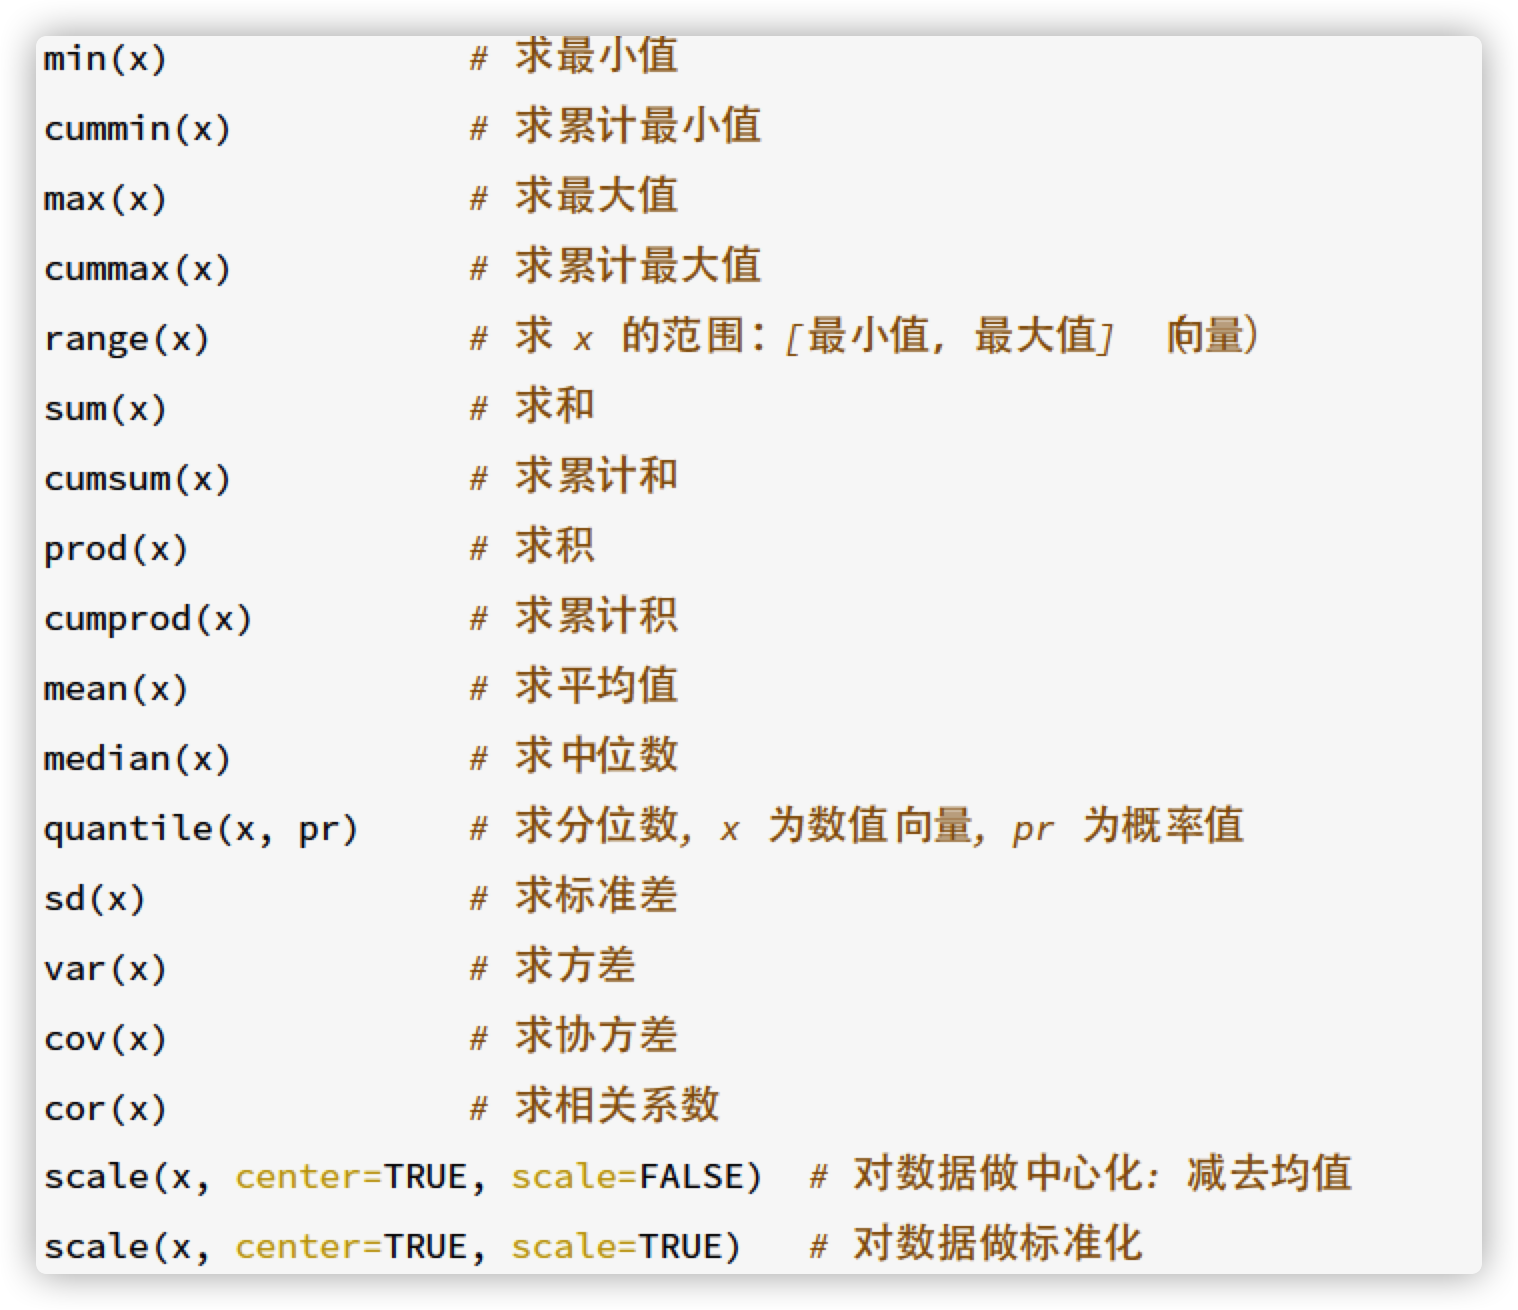 min(x) # 求最小值
cummin(x) # 求累计最小值
max(x) # 求最大值
cummax(x) # 求累计最大值
range(x) # 求 x 的范围：[最小值, 最大值] （向量）
sum(x) # 求和
cumsum(x) # 求累计和
prod(x) # 求积
cumprod(x) # 求累计积
mean(x) # 求平均值
median(x) # 求中位数
quantile(x, pr) # 求分位数, x 为数值向量, pr 为概率值
sd(x) # 求标准差
var(x) # 求方差
cov(x) # 求协方差
cor(x) # 求相关系数
scale(x, center=TRUE, scale=FALSE) # 对数据做中心化: 减去均值
scale(x, center=TRUE, scale=TRUE) # 对数据做标准化